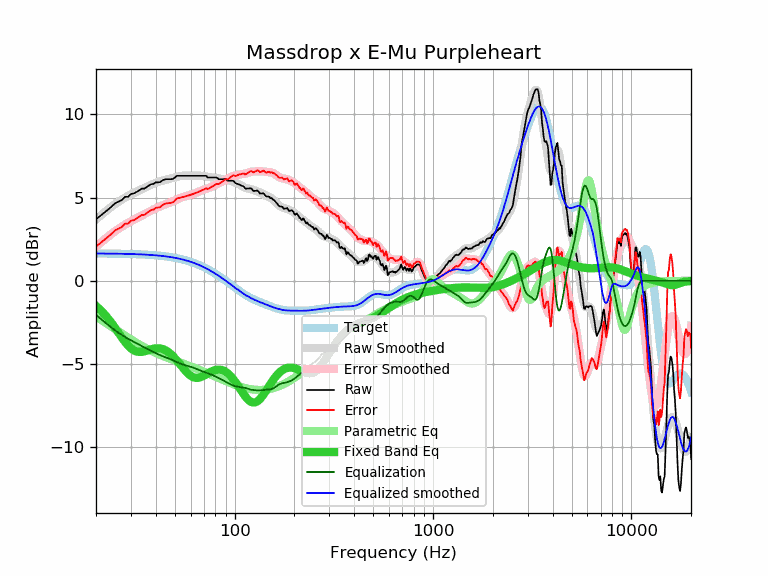 Massdrop x E-Mu Purpleheart
Amplitude (dBr)
10
5
0
−5
−10
Target
Raw Smoothed
Error Smoothed
Raw
Error
Parametric Eq
Fixed Band Eq
Equalization
Equalized smoothed
100 1000 10000
Frequency (Hz)